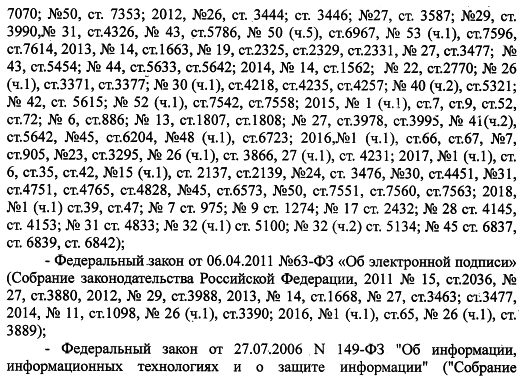 7070; №50, ст. 7353; 2012, №26, ст. 3444; ст. 3446; №27, ст. 3587; №29, ст.
3990,№ 31, ст.4326, № 43, ст.5786, № 50 (ч.5), ст.6967, № 53 (ч.1), ст.7596,
ст.7614, 2013, № 14, ст.1663, № 19, ст.2325, ст.2329, ст.2331, № 27, ст.3477; №
43, ст.5454; № 44, ст.5633, ст.5642; 2014, № 14, ст.1562; № 22, ст.2770; № 26
(ч.1), ст.3371, ст.3377; № 30 (ч.1), ст.4218, ст.4235, ст.4257; № 40 (ч.2), ст.5321;
№ 42, ст. 5615; № 52 (ч.1), ст.7542, ст.7558; 2015, № 1 (ч.1), ст.7, ст.9, ст.52,
ст.72; № 6, ст.886; № 13, ст.1807, ст.1808; № 27, ст.3978, ст.3995, № 41(ч.2),
ст.5642, №45, ст.6204, №48 (ч.1), ст.6723; 2016,№1 (ч.1), ст.66, ст.67, №7,
ст.905, №23, ст.3295, № 26 (ч.1), ст. 3866, 27 (ч.1), ст. 4231; 2017, №1 (ч.1), ст.
6, ст.35, ст.42, №15 (ч.1), ст. 2137, ст.2139, №24, ст. 3476, №30, ст.4451, №31,
ст.4751, ст.4765, ст.4828, №45, ст.6573, №50, ст.7551, ст.7560, ст.7563; 2018,
№1 (ч.1) ст.39, ст.47; № 7 ст. 975; № 9 ст. 1274; № 17 ст. 2432; № 28 ст. 4145,
ст. 4153; № 31 ст. 4833; № 32 (ч.1) ст. 5100; № 32 (ч.2) ст. 5134; № 45 ст. 6837,
ст. 6839, ст. 6842);
- Федеральный закон от 06.04.2011 №63-ФЗ «Об электронной подписи»
(Собрание законодательства Российской Федерации, 2011 № 15, ст.2036, №
27, ст.3880, 2012, № 29, ст.3988, 2013, № 14, ст.1668, № 27, ст.3463; ст.3477,
2014, № 11, ст.1098, № 26 (ч.1), ст.3390; 2016, №1 (ч.1), ст.65, № 26 (ч.1), ст.
3889);
- Федеральный закон от 27.07.2006 N 149-ФЗ "Об информации,
информационных технологиях и о защите информации" ("Собрание